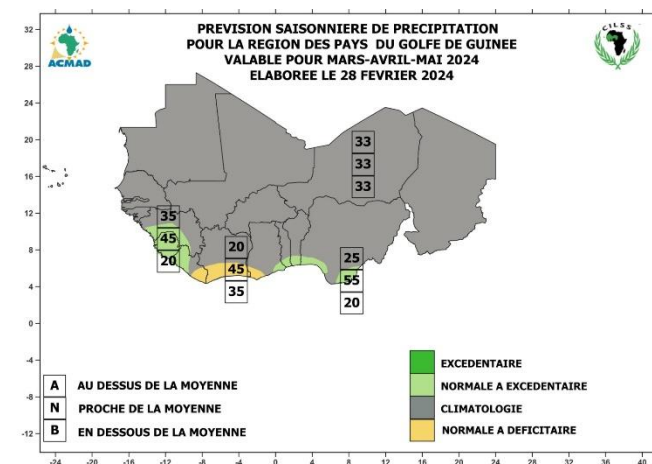 PREVISION SAISONNIERE DE PRECIPITATION
POUR LA REGION DES PAYS DU GOLFE DE GUINEE
VALABLE POUR MARS-AVRIL-MAI 2024
ELABOREE LE 28 FEVRIER 2024
ACMAD
CILSS
32
28
24
20
16
12
8
4
0
-4
-8
-12
33
33
33
35
45
20
20
45
35
25
55
20
A AU DESSUS DE LA MOYENNE
N PROCHE DE LA MOYENNE
B EN DESSOUS DE LA MOYENNE
EXCEDENTAIRE
NORMALE A EXCEDENTAIRE
CLIMATOLOGIE
NORMALE A DEFICITAIRE
-24 -20 -16 -12 -8 -4 0 4 8 12 16 20 24 28 32 36 40